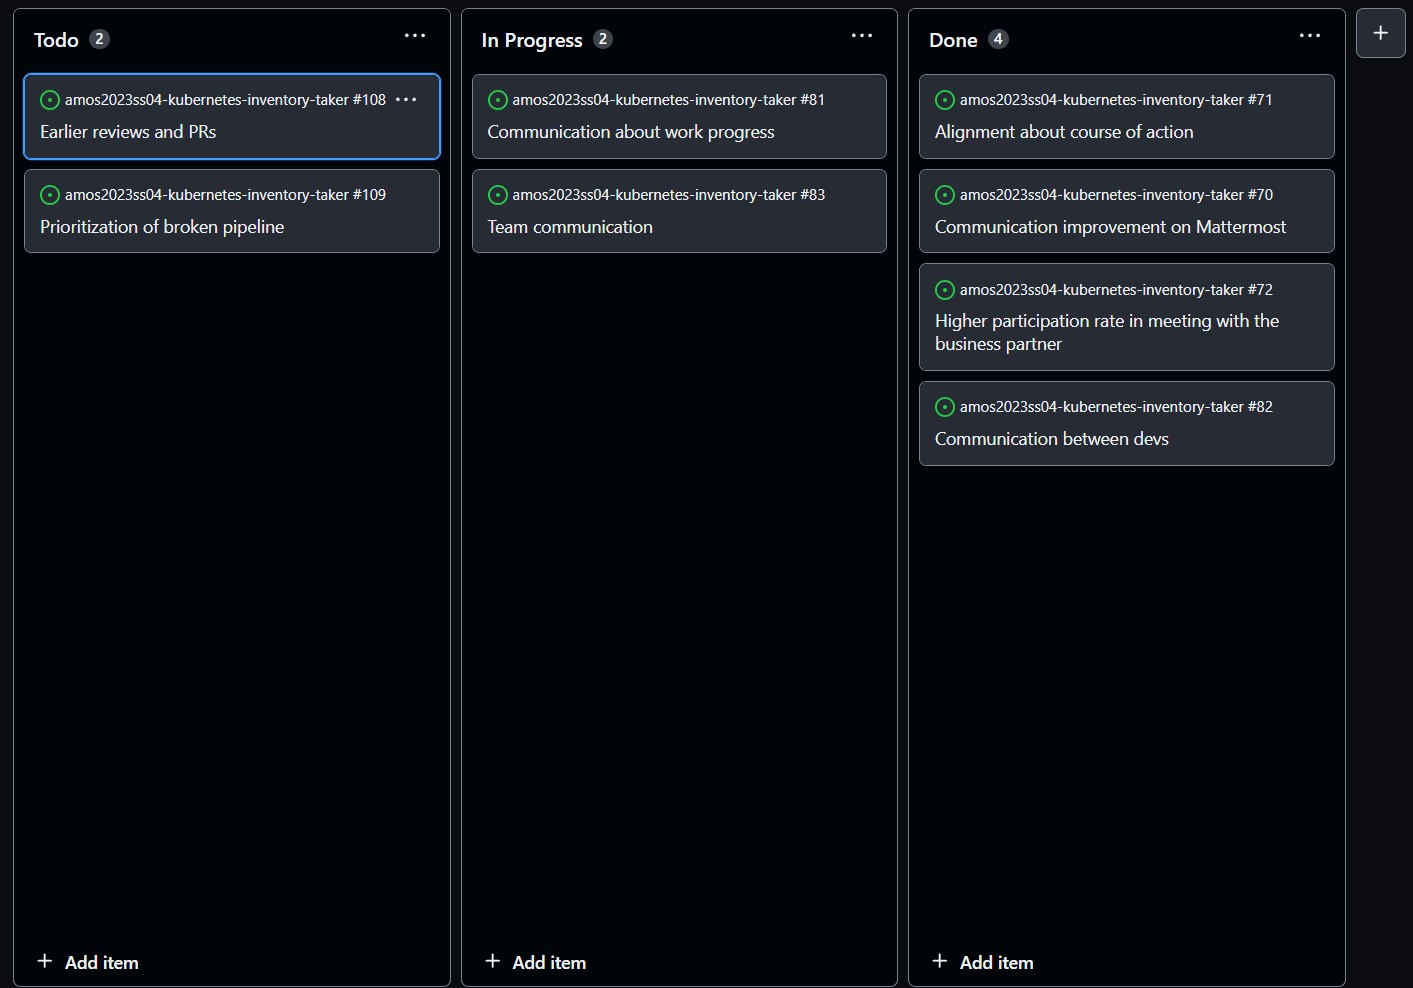 Todo 2
amos2023ss04-kubernetes-inventory-taker #108
Earlier reviews and PRs
amos2023ss04-kubernetes-inventory-taker #109
Prioritization of broken pipeline
Add item
In Progress 2
amos2023ss04-kubernetes-inventory-taker #81
Communication about work progress
amos2023ss04-kubernetes-inventory-taker #83
Team communication
Add item
Done 4
amos2023ss04-kubernetes-inventory-taker #71
Alignment about course of action
amos2023ss04-kubernetes-inventory-taker #70
Communication improvement on Mattermost
amos2023ss04-kubernetes-inventory-taker #72
Higher participation rate in meeting with the
business partner
amos2023ss04-kubernetes-inventory-taker #82
Communication between devs
Add item